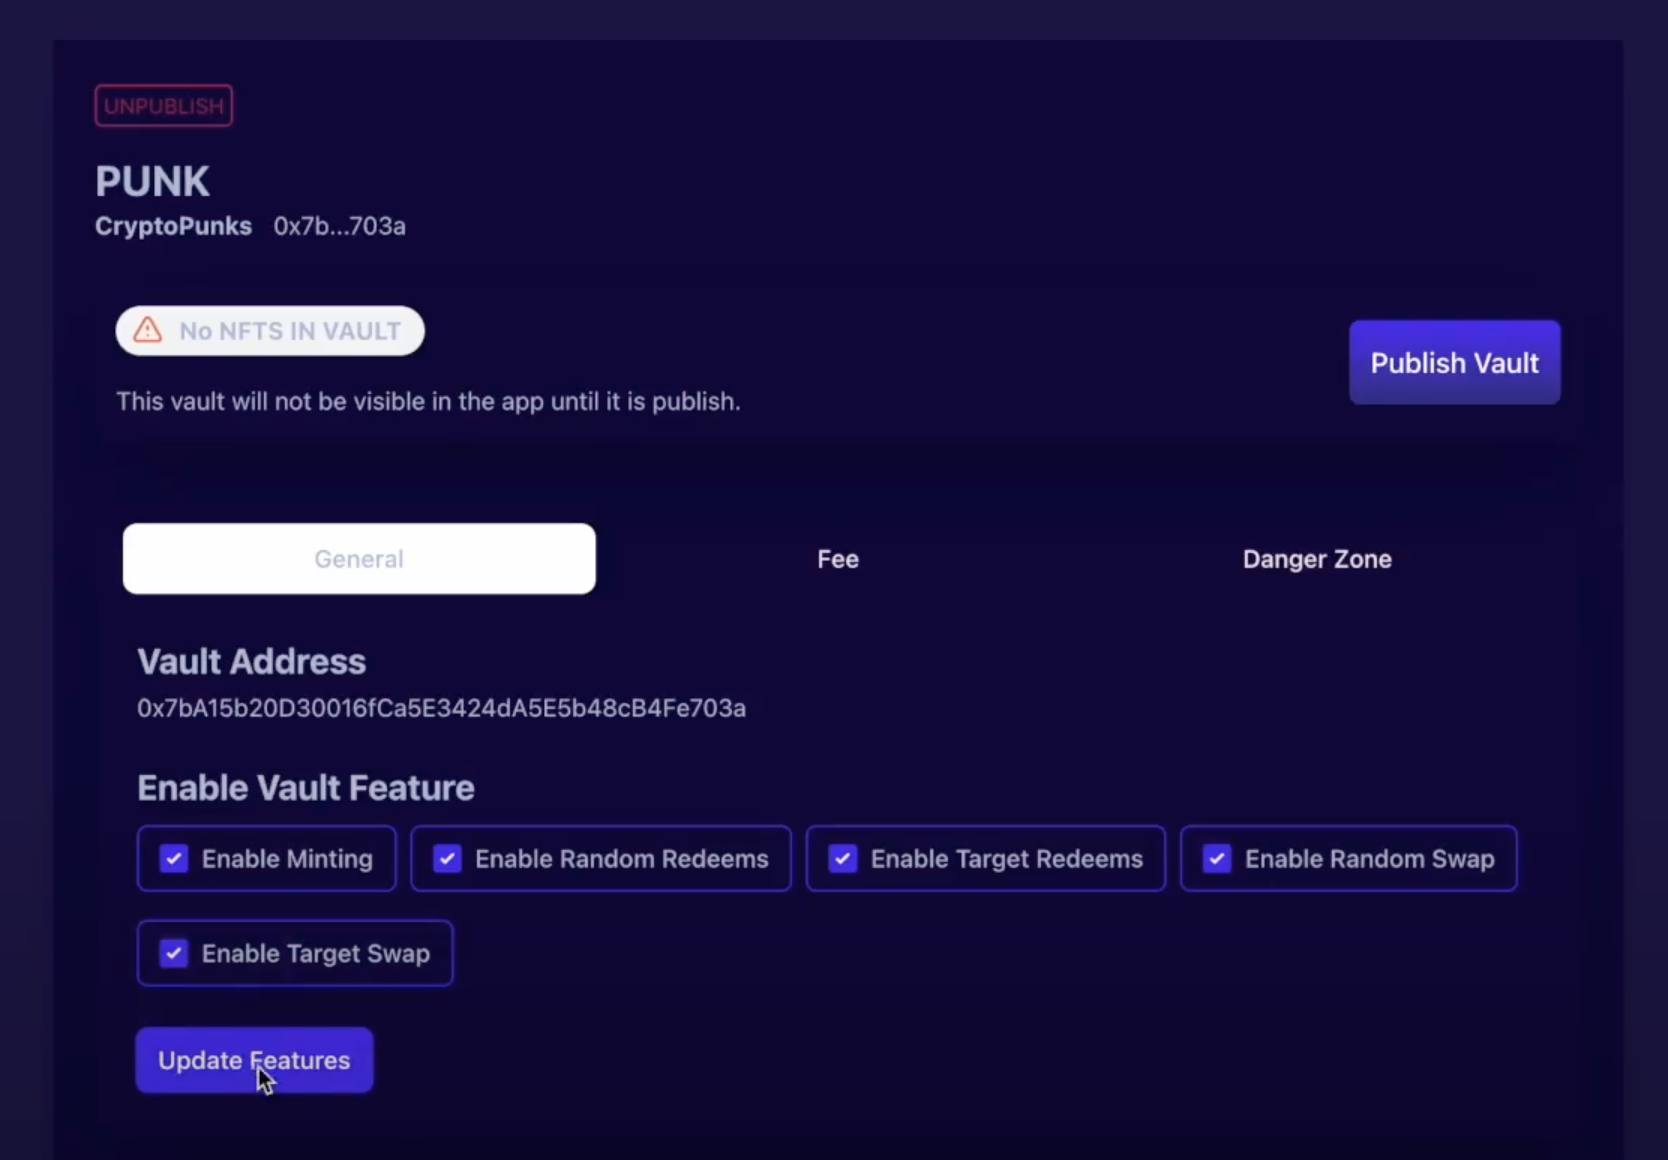 UNPUBLISH
PUNK
CryptoPunks 0x7b...703a
No NFTS IN VAULT
Publish Vault
This vault will not be visible in the app until it is publish.
General Fee Danger Zone
Vault Address
0x7bA15b20D30016fCa5E3424dA5E5b48cB4Fe703a
Enable Vault Feature
Enable Minting Enable Random Redeems Enable Target Redeems Enable Random Swap
Enable Target Swap
Update Features